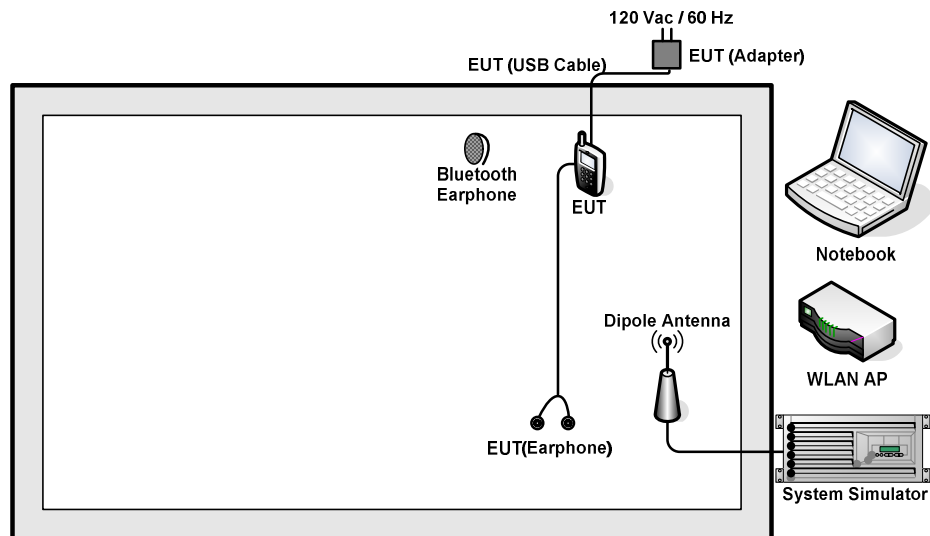 120 Vac / 60 Hz
EUT (USB Cable)
EUT (Adapter)
Bluetooth
Earphone
EUT
Notebook
Dipole Antenna
WLAN AP
EUT(Earphone)
System Simulator